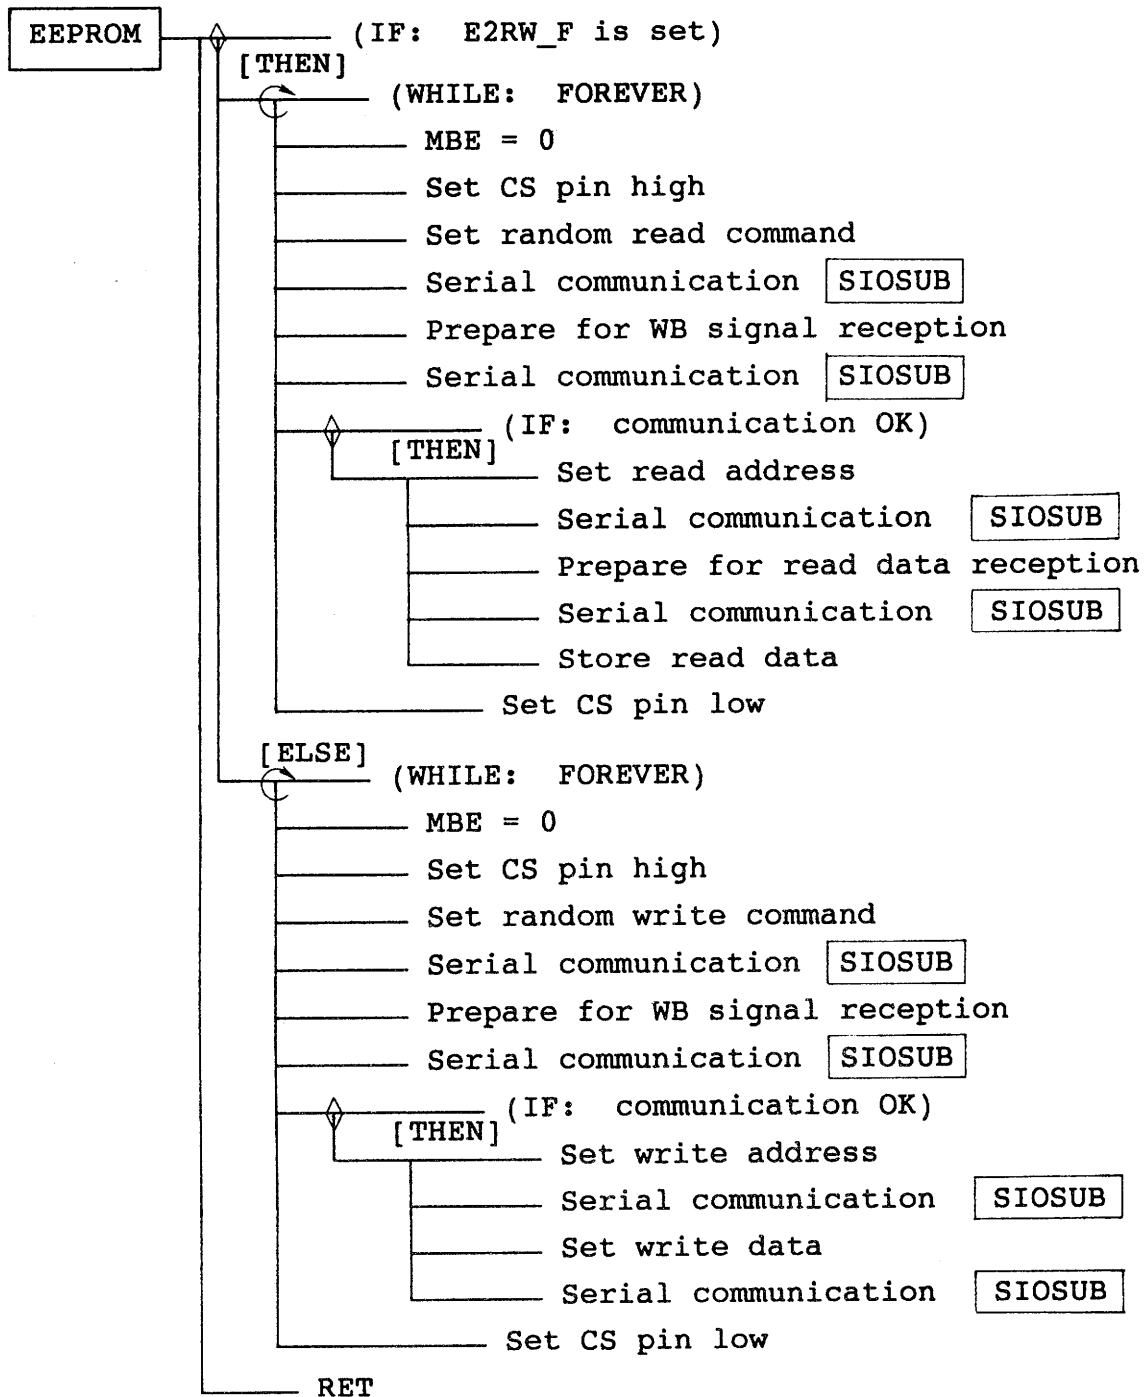 EEPROM (IF: E2RW_F is set)
[THEN]
(WHILE: FOREVER)
MBE = 0
Set CS pin high
Set random read command
Serial communication SIOSUB
Prepare for WB signal reception
Serial communication SIOSUB
(IF: communication OK)
[THEN]
Set read address
Serial communication SIOSUB
Prepare for read data reception
Serial communication SIOSUB
Store read data
Set CS pin low
[ELSE]
(WHILE: FOREVER)
MBE = 0
Set CS pin high
Set random write command
Serial communication SIOSUB
Prepare for WB signal reception
Serial communication SIOSUB
(IF: communication OK)
[THEN]
Set write address
Serial communication SIOSUB
Set write data
Serial communication SIOSUB
Set CS pin low
RET